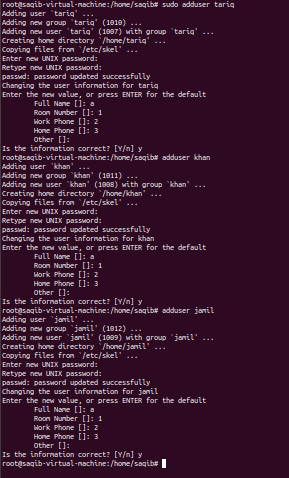 root@saqib-virtual-machine:/home/saqib# sudo adduser tariq
Adding user `tariq' ...
Adding new group `tariq' (1010) ...
Adding new user `tariq' (1007) with group `tariq' ...
Creating home directory `/home/tariq' ...
Copying files from `/etc/skel' ...
Enter new UNIX password:
Retype new UNIX password:
passwd: password updated successfully
Changing the user information for tariq
Enter the new value, or press ENTER for the default
Full Name []: a
Room Number []: 1
Work Phone []: 2
Home Phone []: 3
Other []:
Is the information correct? [Y/n] y
root@saqib-virtual-machine:/home/saqib# adduser khan
Adding user `khan' ...
Adding new group `khan' (1011) ...
Adding new user `khan' (1008) with group `khan' ...
Creating home directory `/home/khan' ...
Copying files from `/etc/skel' ...
Enter new UNIX password:
Retype new UNIX password:
passwd: password updated successfully
Changing the user information for khan
Enter the new value, or press ENTER for the default
Full Name []: a
Room Number []: 1
Work Phone []: 2
Home Phone []: 3
Other []:
Is the information correct? [Y/n] y
root@saqib-virtual-machine:/home/saqib# adduser jamil
Adding user `jamil' ...
Adding new group `jamil' (1012) ...
Adding new user `jamil' (1009) with group `jamil' ...
Creating home directory `/home/jamil' ...
Copying files from `/etc/skel' ...
Enter new UNIX password:
Retype new UNIX password:
passwd: password updated successfully
Changing the user information for jamil
Enter the new value, or press ENTER for the default
Full Name []: a
Room Number []: 1
Work Phone []: 2
Home Phone []: 3
Other []:
Is the information correct? [Y/n] y
root@saqib-virtual-machine:/home/saqib#